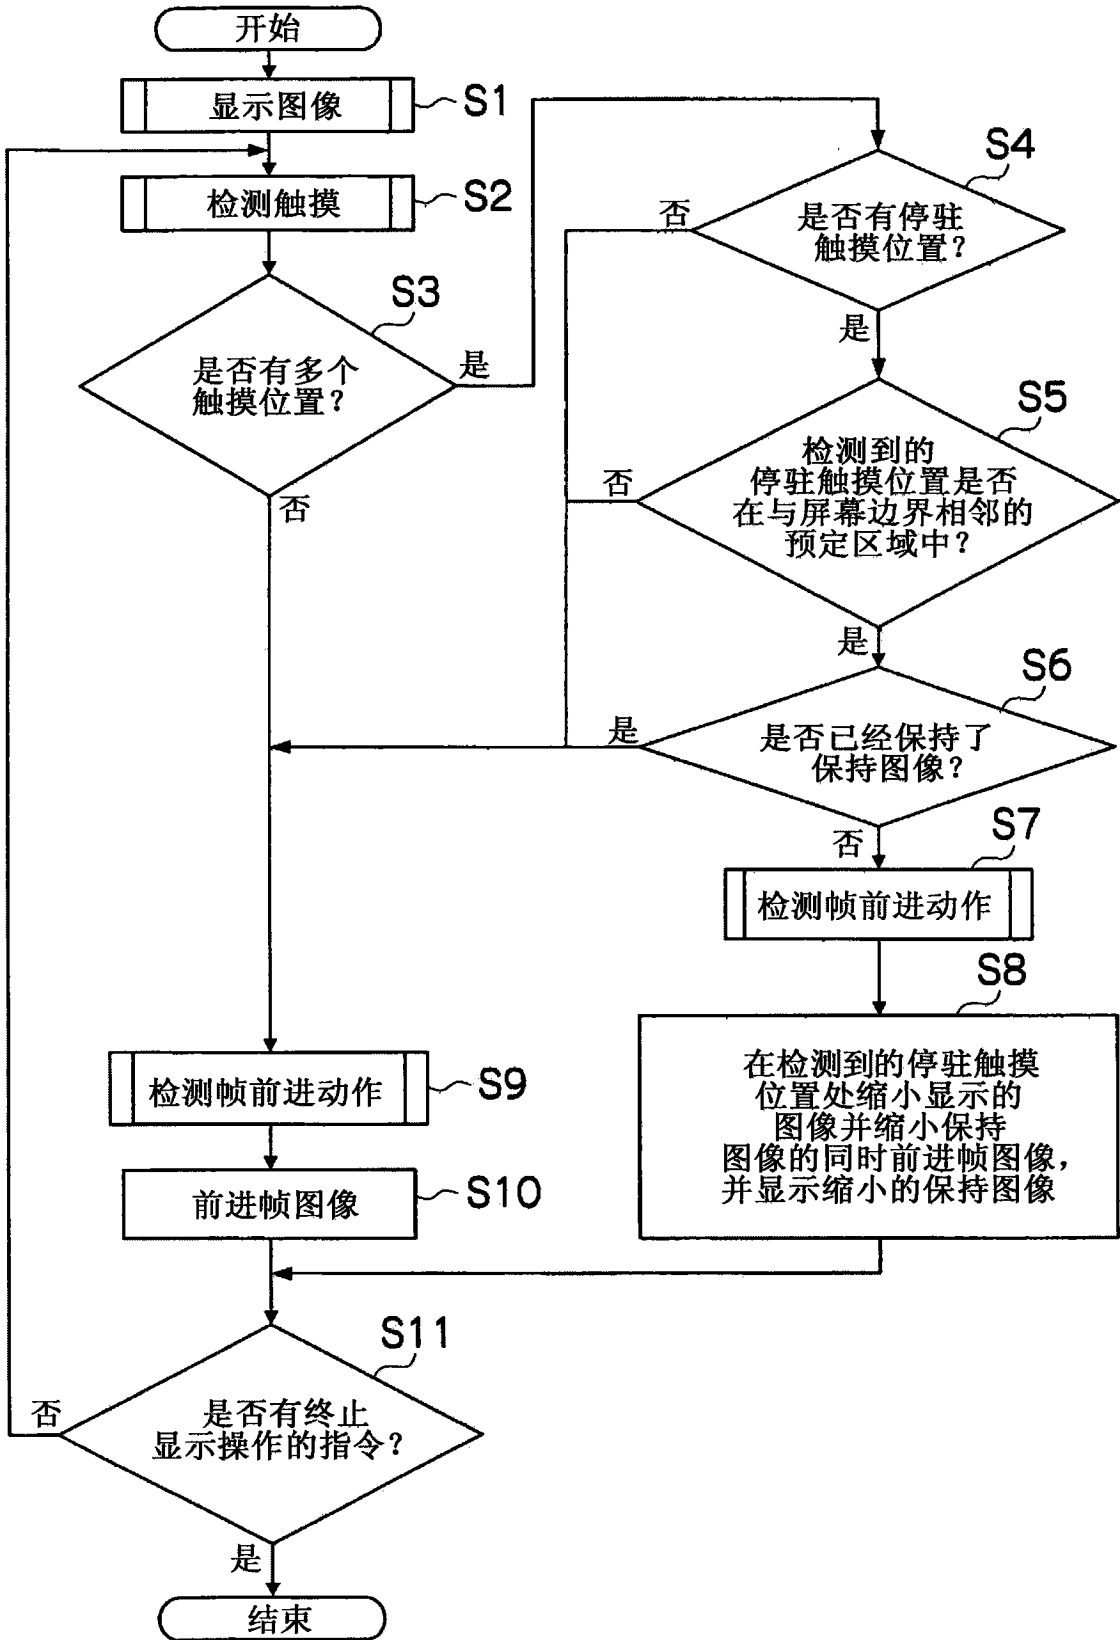 开始
显示图像
S1
检测触摸
S2
S3
是否有多个
触摸位置？
是
否
S4
是否有停驻
触摸位置？
否
是
S5
检测到的
停驻触摸位置是否
在与屏幕边界相邻的
预定区域中？
否
是
S6
是否已经保持了
保持图像？
是
否
S7
检测帧前进动作
S8
在检测到的停驻触摸
位置处缩小显示的
图像并缩小保持
图像的同时前进帧图像，
并显示缩小的保持图像
检测帧前进动作
S9
前进帧图像
S10
S11
是否有终止
显示操作的指令？
否
是
结束